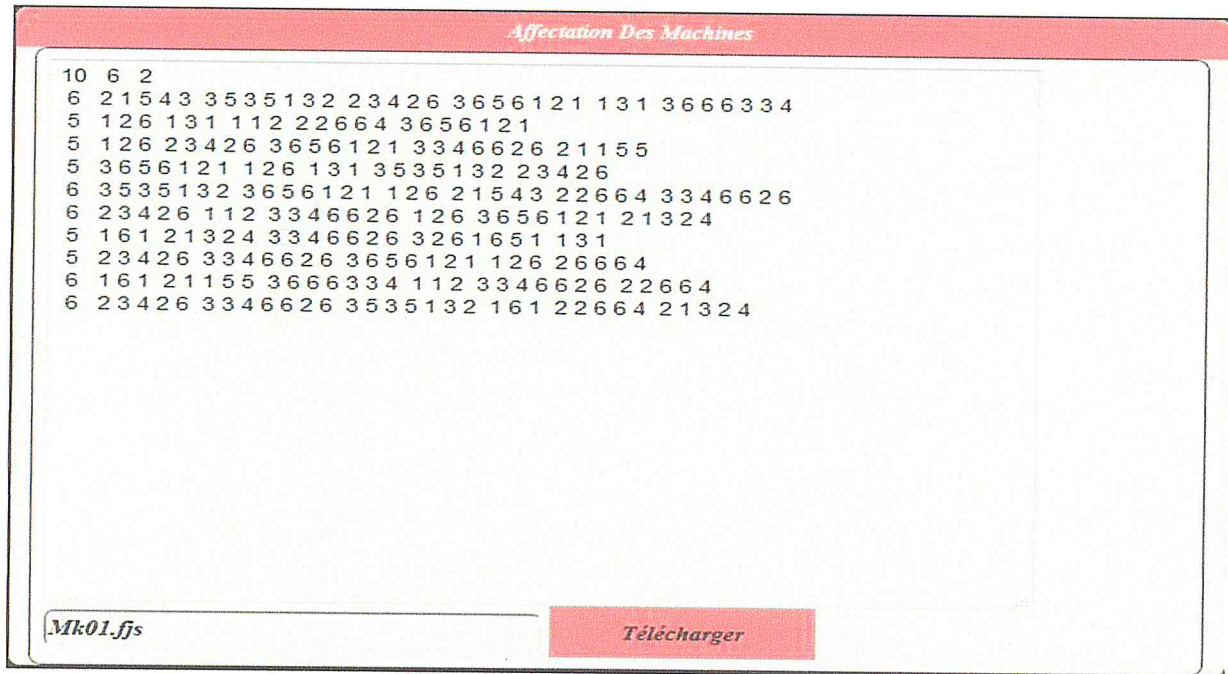 Affectation Des Machines
10 6 2
6 2 1 5 4 3 3 5 3 5 1 3 2 2 3 4 2 6 3 6 5 6 1 2 1 1 3 1 3 6 6 6 3 3 4
5 1 2 6 1 3 1 1 1 2 2 2 6 6 4 3 6 5 6 1 2 1
5 1 2 6 2 3 4 2 6 3 6 5 6 1 2 1 3 3 4 6 6 2 6 2 1 1 5 5
5 3 6 5 6 1 2 1 1 2 6 1 3 1 3 5 3 5 1 3 2 2 3 4 2 6
6 3 5 3 5 1 3 2 3 6 5 6 1 2 1 1 2 6 2 1 5 4 3 2 2 6 6 4 3 3 4 6 6 2 6
6 2 3 4 2 6 1 1 2 3 3 4 6 6 2 6 1 2 6 3 6 5 6 1 2 1 2 1 3 2 4
5 1 6 1 2 1 3 2 4 3 3 4 6 6 2 6 3 2 6 1 6 5 1 1 3 1
5 2 3 4 2 6 3 3 4 6 6 2 6 3 6 5 6 1 2 1 1 2 6 2 6 6 6 4
6 1 6 1 2 1 1 5 5 3 6 6 6 3 3 4 1 1 2 3 3 4 6 6 2 6 2 2 6 6 4
6 2 3 4 2 6 3 3 4 6 6 2 6 3 5 3 5 1 3 2 1 6 1 2 2 6 6 4 2 1 3 2 4
Mk01.fjs
Télécharger